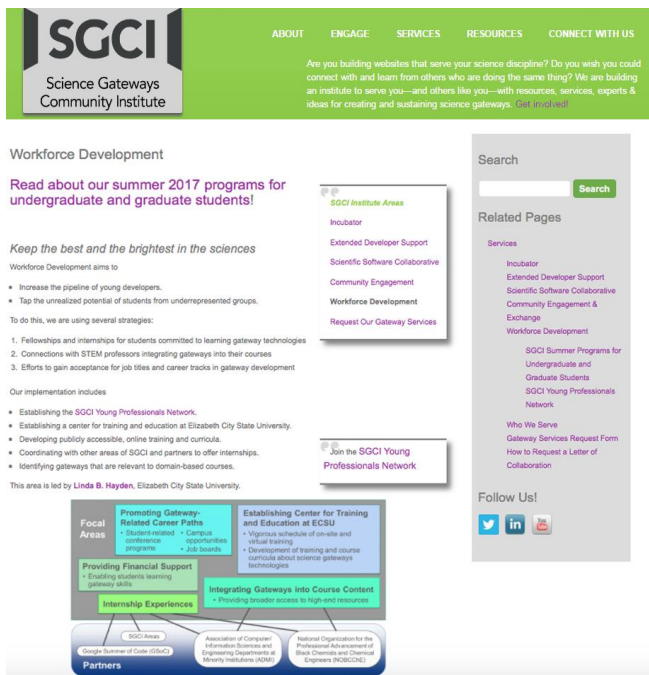 SGCI
Science Gateways
Community Institute
ABOUT
ENGAGE
SERVICES
RESOURCES
CONNECT WITH US
Are you building websites that serve your science discipline? Do you wish you could
connect with and learn from others who are doing the same thing? We are building
an institute to serve you—and others like you—with resources, services, experts &
ideas for creating and sustaining science gateways. Get involved!
Workforce Development
Read about our summer 2017 programs for
undergraduate and graduate students!
Keep the best and the brightest in the sciences
Workforce Development aims to
• Increase the pipeline of young developers.
• Tap the unrealized potential of students from underrepresented groups.
To do this, we are using several strategies:
1. Fellowships and internships for students committed to learning gateway technologies
2. Connections with STEM professors integrating gateways into their courses
3. Efforts to gain acceptance for job titles and career tracks in gateway development
Our implementation includes
• Establishing the SGCI Young Professionals Network.
• Establishing a center for training and education at Elizabeth City State University.
• Developing publicly accessible, online training and curricula.
• Coordinating with other areas of SGCI and partners to offer internships.
• Identifying gateways that are relevant to domain-based courses.
This area is led by Linda B. Hayden, Elizabeth City State University.
SGCI Institute Areas
Incubator
Extended Developer Support
Scientific Software Collaborative
Community Engagement
Workforce Development
Request Our Gateway Services
Join the SGCI Young
Professionals Network
Focal
Areas
Promoting Gateway-
Related Career Paths
• Student-related
conference
programs
• Campus
opportunities
• Job boards
Establishing Center for Training
and Education at ECSU
• Vigorous schedule of on-site and
virtual training
• Development of training and course
curricula about science gateways
technologies
Providing Financial Support
• Enabling students learning
gateway skills
Integrating Gateways into Course Content
• Providing broader access to high-end resources
Internship Experiences
SGCI Areas
Google Summer of Code (GSoC)
Association of Computer/
Information Sciences and
Engineering Departments at
Minority Institutions (ADMI)
National Organization for the
Professional Advancement of
Black Chemists and Chemical
Engineers (NOBCChE)
Partners
Search
Search
Related Pages
Services
Incubator
Extended Developer Support
Scientific Software Collaborative
Community Engagement &
Exchange
Workforce Development
SGCI Summer Programs for
Undergraduate and
Graduate Students
SGCI Young Professionals
Network
Who We Serve
Gateway Services Request Form
How to Request a Letter of
Collaboration
Follow Us!
in
You
Tube